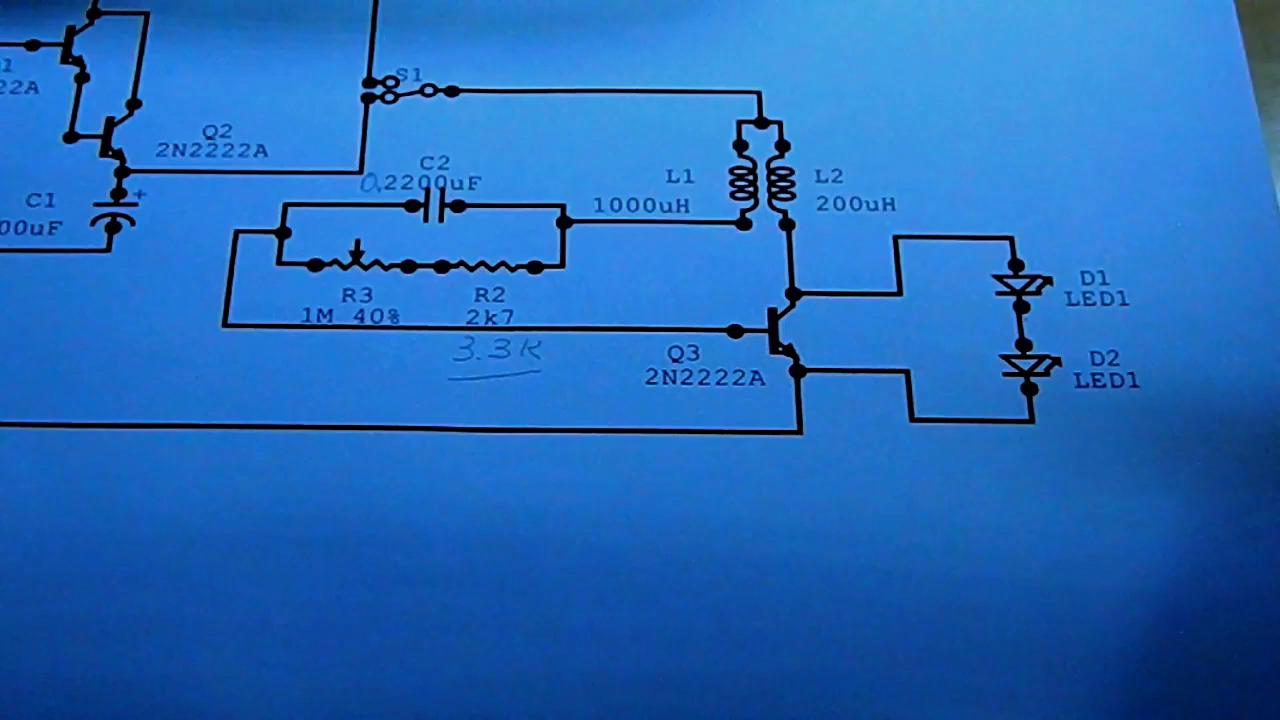 S1
22A
Q2
2N2222A
C2
0,2200uF
C1
00uF
L1
1000uH
L2
200uH
R3
1M 40%
R2
2k7
3.3K
Q3
2N2222A
D1
LED1
D2
LED1